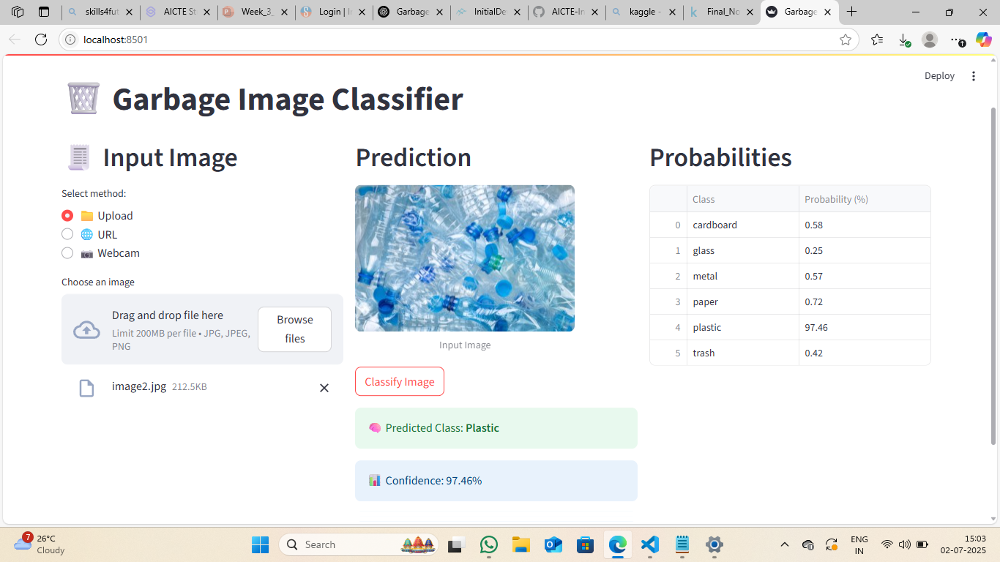 skills4fut
AICTE St
Week_3_
Login | Ir
Garbage
InitialDe
AICTE-In
kaggle -
Final_No
Garbage
localhost:8501
Deploy
Garbage Image Classifier
Input Image
Select method:
Upload
URL
Webcam
Choose an image
Drag and drop file here
Limit 200MB per file • JPG, JPEG,
PNG
Browse
files
image2.jpg 212.5KB
Prediction
Input Image
Classify Image
Predicted Class: Plastic
Confidence: 97.46%
Probabilities
Class Probability (%)
0 cardboard 0.58
1 glass 0.25
2 metal 0.57
3 paper 0.72
4 plastic 97.46
5 trash 0.42
7
26°C
Cloudy
Search
ENG
IN
15:03
02-07-2025